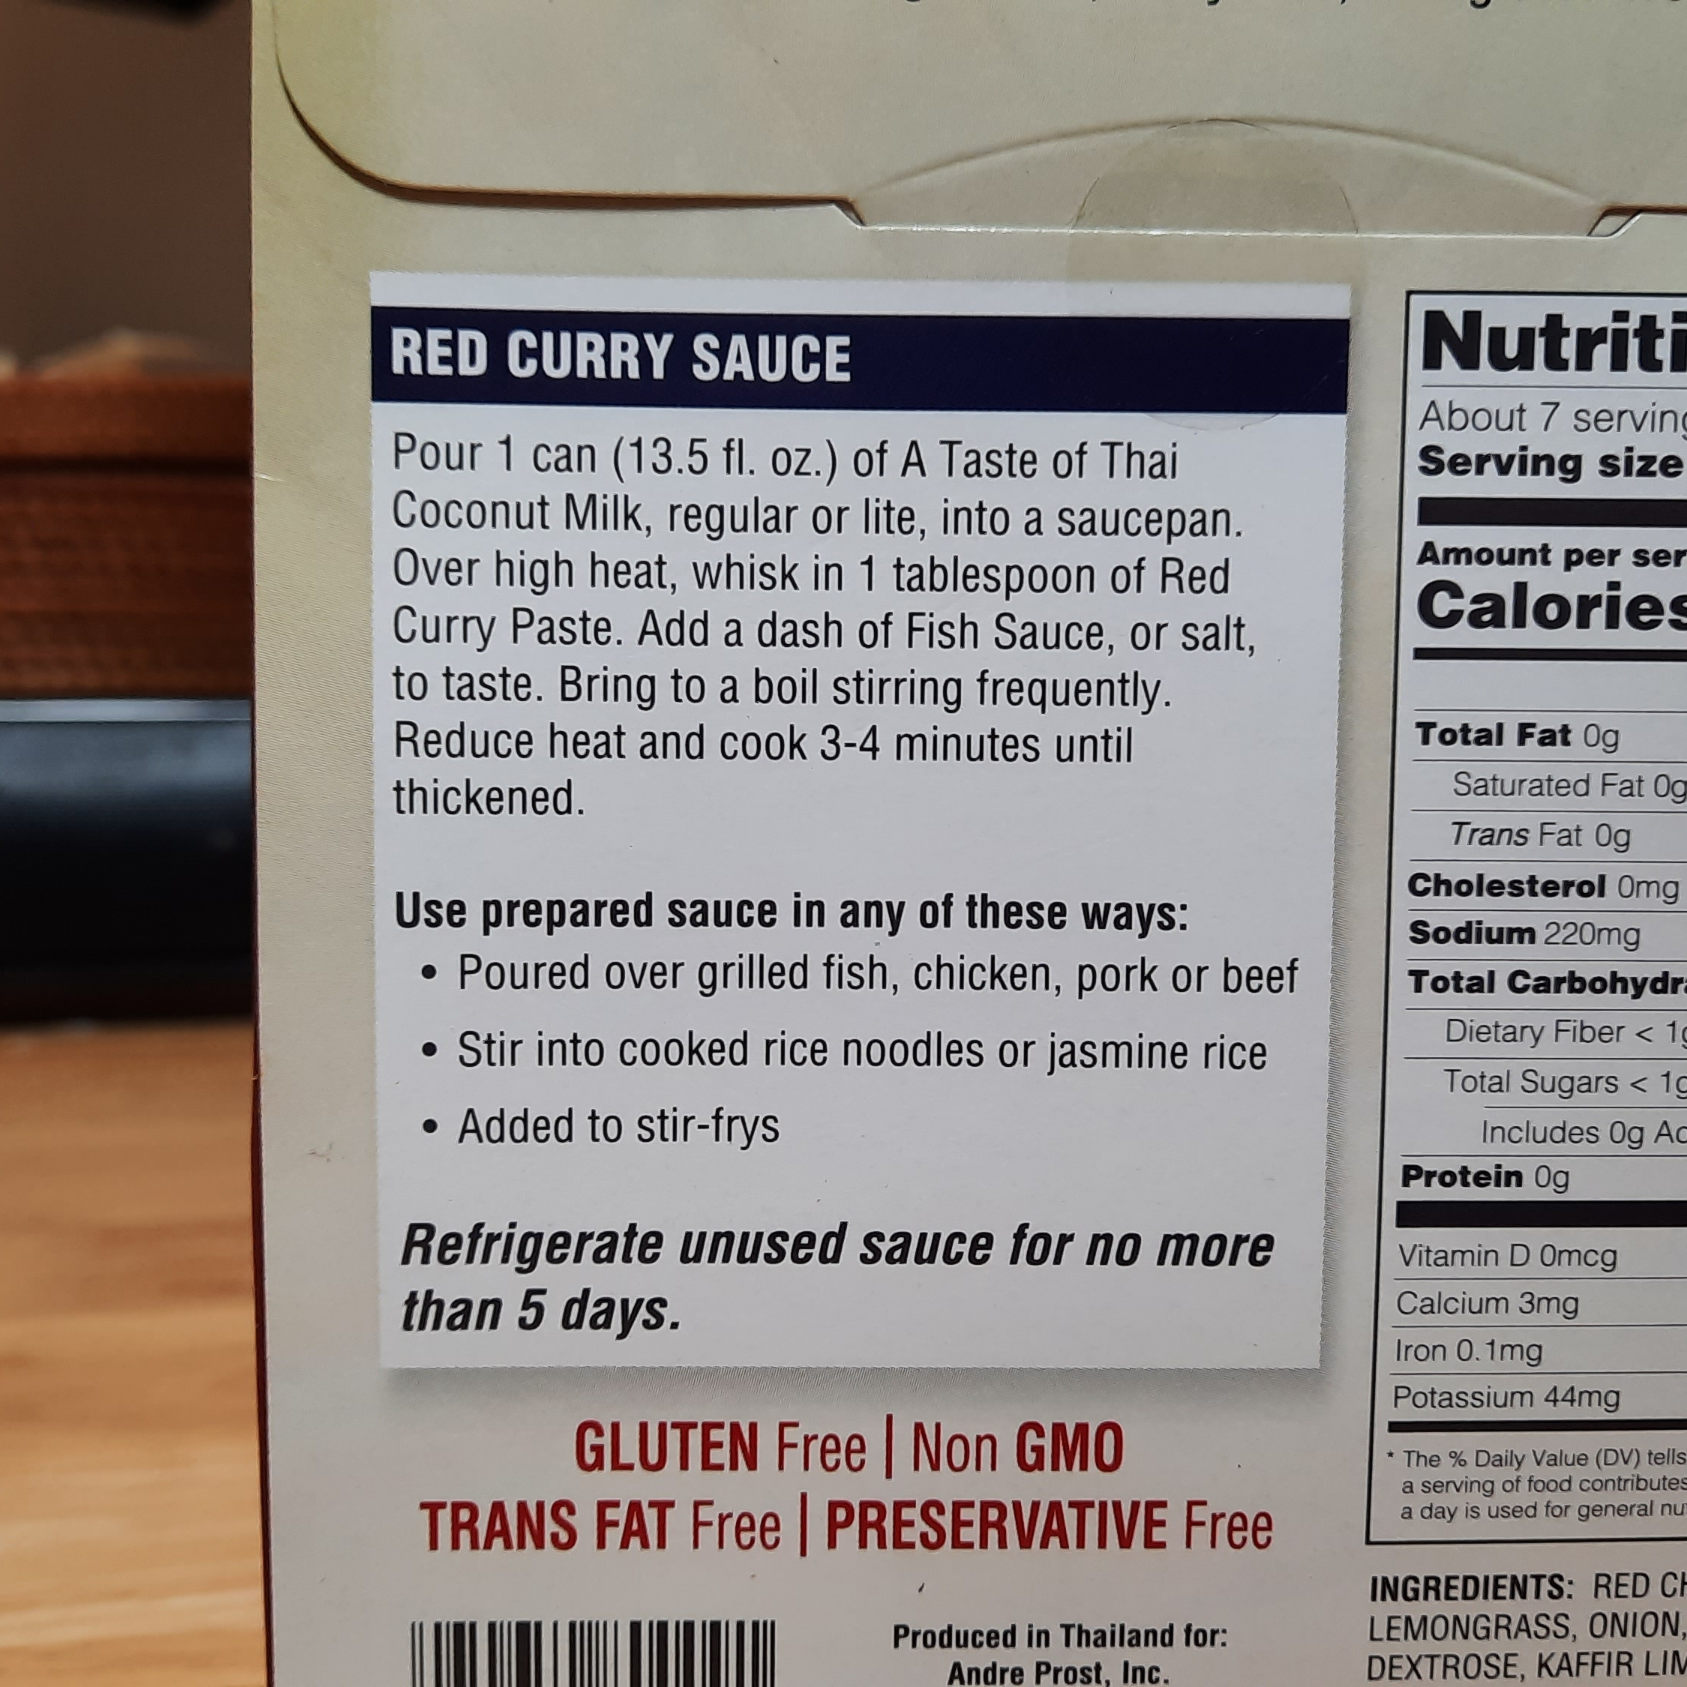 RED CURRY SAUCE
Pour 1 can (13.5 fl. oz.) of A Taste of Thai
Coconut Milk, regular or lite, into a saucepan.
Over high heat, whisk in 1 tablespoon of Red
Curry Paste. Add a dash of Fish Sauce, or salt,
to taste. Bring to a boil stirring frequently.
Reduce heat and cook 3-4 minutes until
thickened.
Use prepared sauce in any of these ways:
• Poured over grilled fish, chicken, pork or beef
• Stir into cooked rice noodles or jasmine rice
• Added to stir-frys
Refrigerate unused sauce for no more
than 5 days.
GLUTEN Free | Non GMO
TRANS FAT Free | PRESERVATIVE Free
Produced in Thailand for:
Andre Prost, Inc.
Nutriti
About 7 serving
Serving size
Amount per ser
Calories
Total Fat 0g
Saturated Fat 0g
Trans Fat 0g
Cholesterol 0mg
Sodium 220mg
Total Carbohydra
Dietary Fiber < 1g
Total Sugars < 1g
Includes 0g Ad
Protein 0g
Vitamin D 0mcg
Calcium 3mg
Iron 0.1mg
Potassium 44mg
* The % Daily Value (DV) tells
a serving of food contributes
a day is used for general nu
INGREDIENTS: RED CH
LEMONGRASS, ONION,
DEXTROSE, KAFFIR LIM